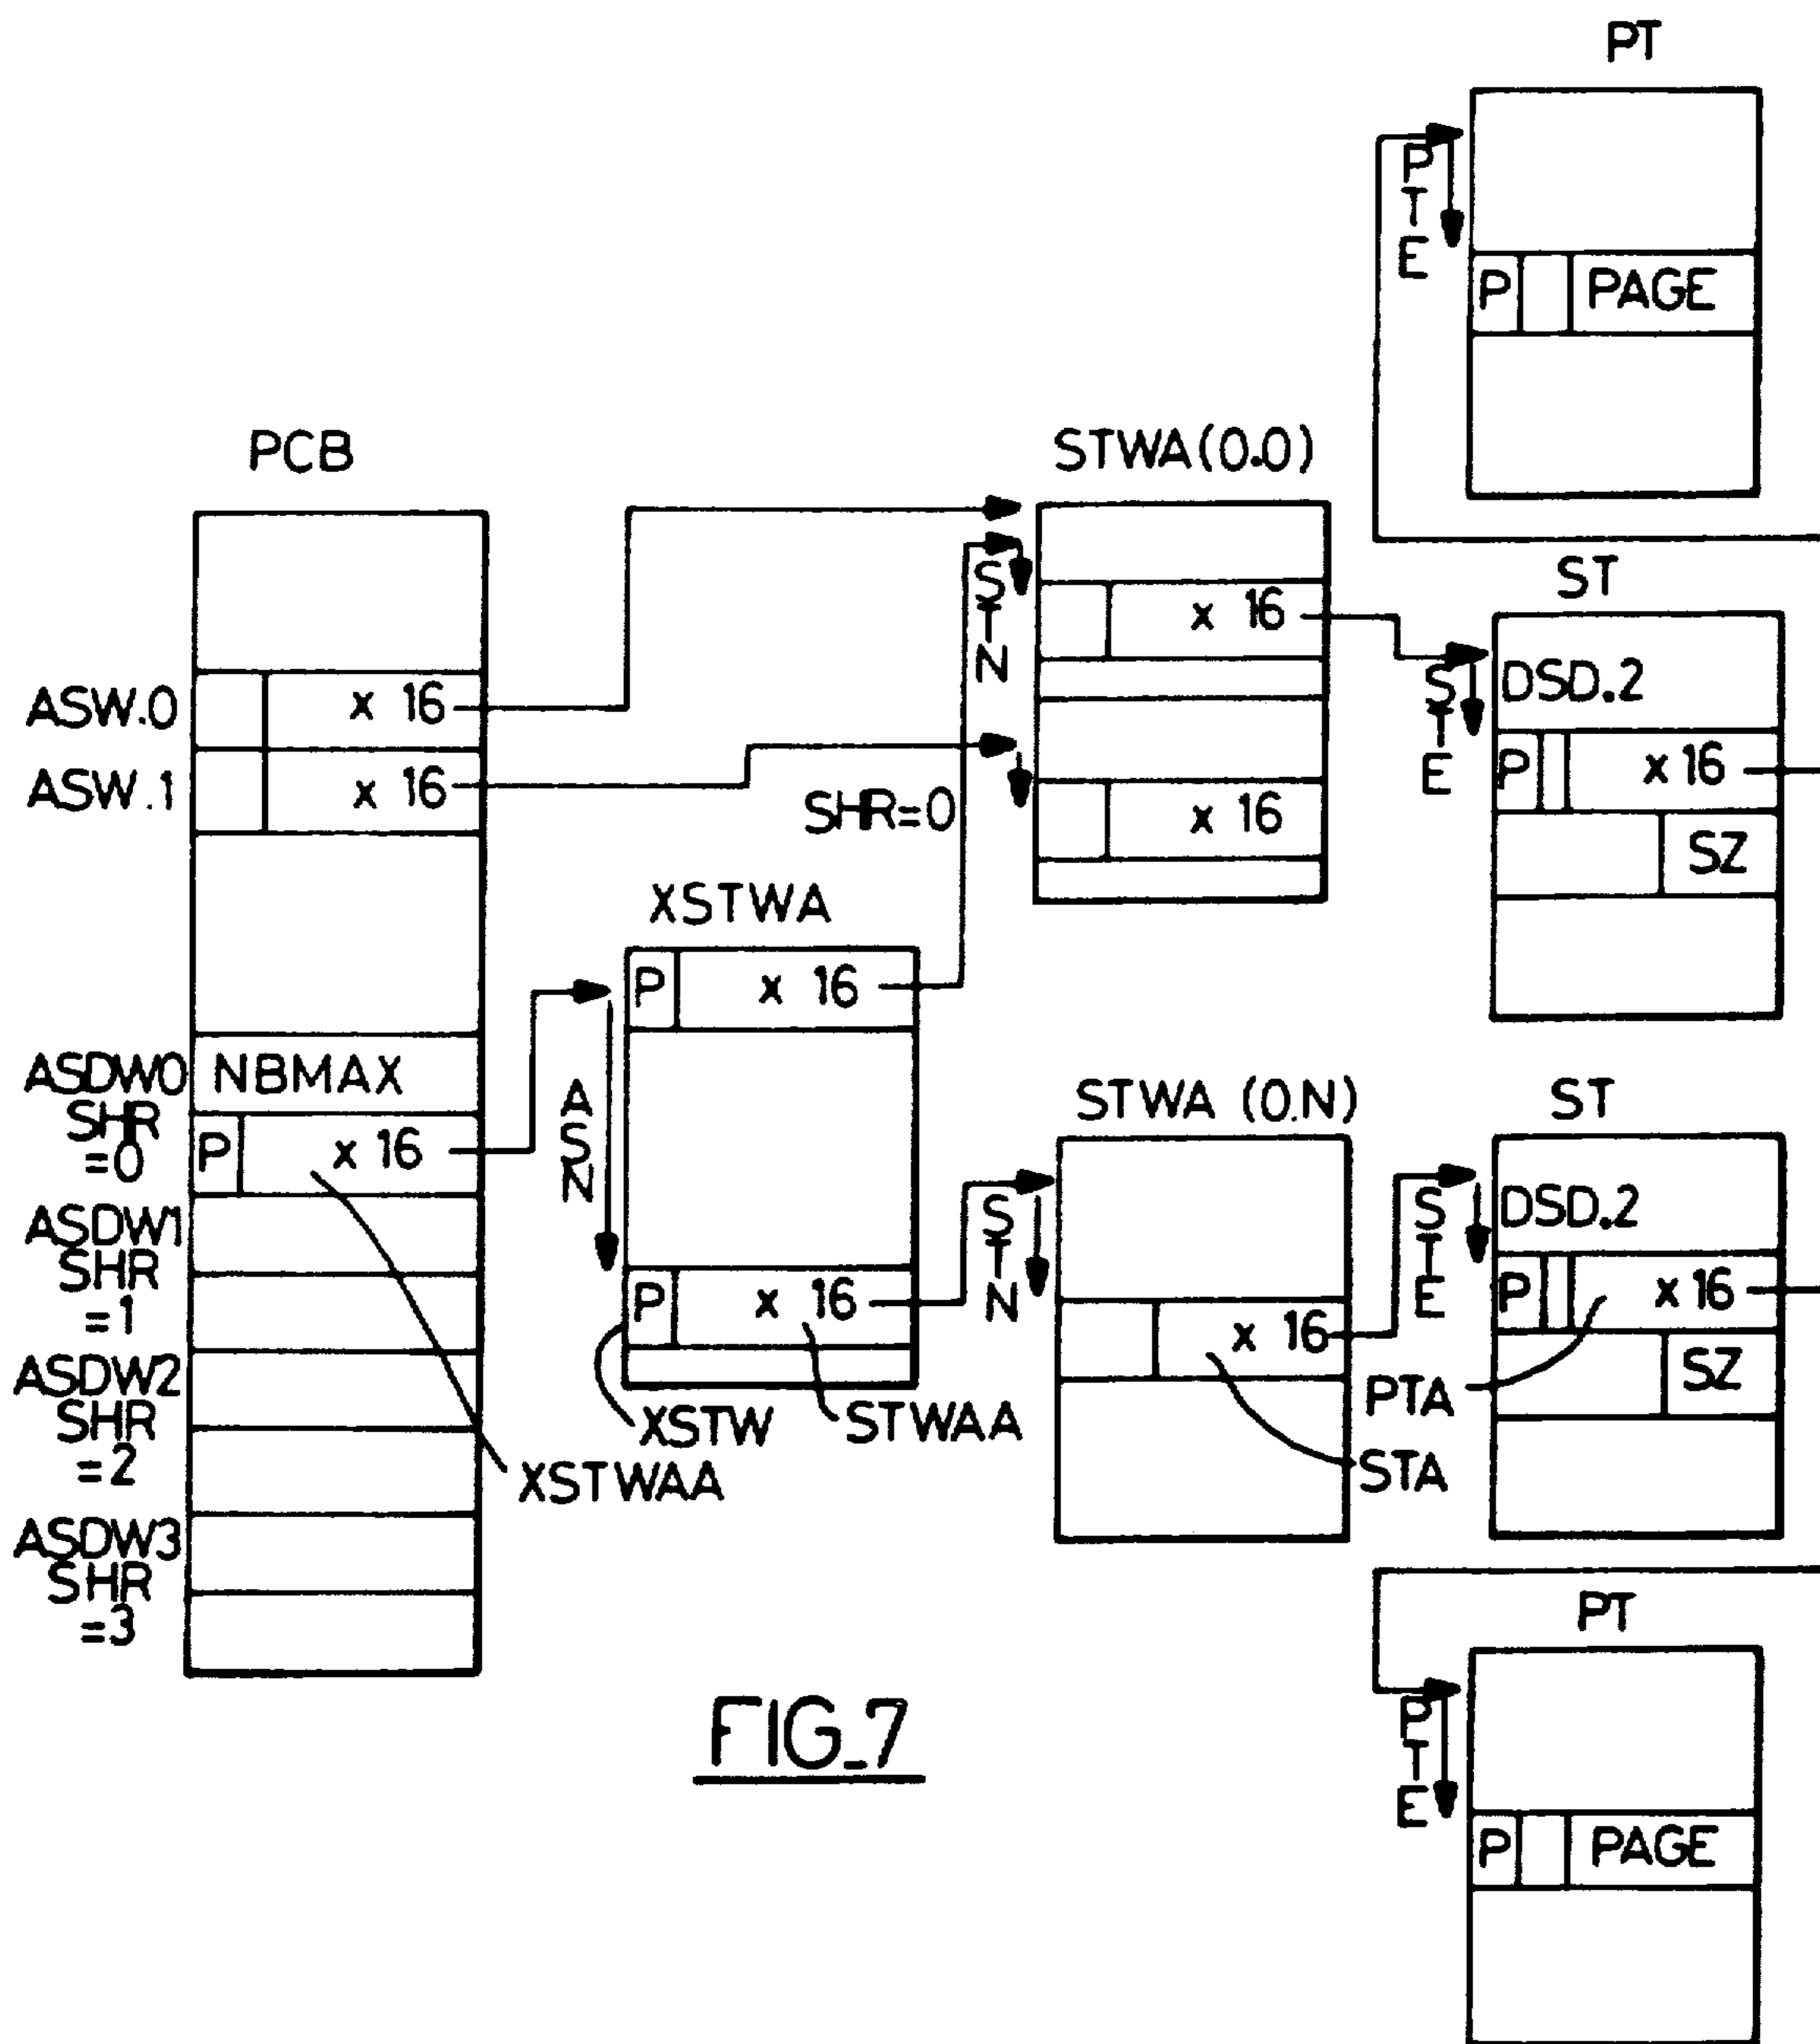 PT
PTE
P
PAGE
PCB
STWA(0.0)
ST
ASW.0
x 16
STN
x 16
STE
DSD.2
ASW.1
x 16
P
x 16
SHR=0
x 16
SZ
XSTWA
P
x 16
ASDW0
SHR
=0
NBMAX
P
x 16
ASN
STWA (0.N)
ST
ASDW1
SHR
=1
STN
STE
DSD.2
P
x 16
x 16
P
x 16
ASDW2
SHR
=2
PTA
SZ
XSTW
STWAA
XSTWAA
STA
ASDW3
SHR
=3
PT
PTE
P
PAGE
FIG_7